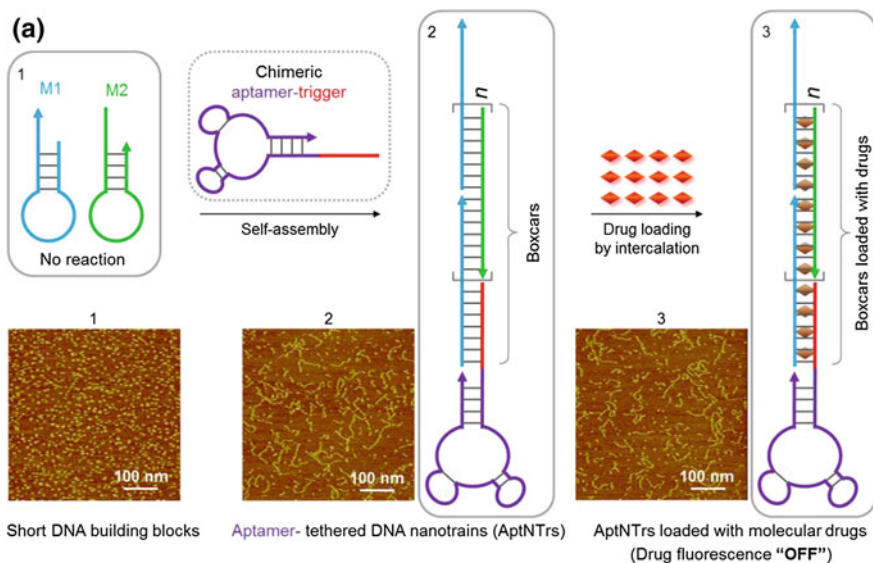 (a)
1
M1 M2
No reaction
Chimeric
aptamer-trigger
Self-assembly
2
n
Boxcars
Drug loading
by intercalation
3
n
Boxcars loaded with drugs
1
100 nm
Short DNA building blocks
2
100 nm
Aptamer- tethered DNA nanotrains (AptNTrs)
3
100 nm
AptNTrs loaded with molecular drugs
(Drug fluorescence “OFF”)